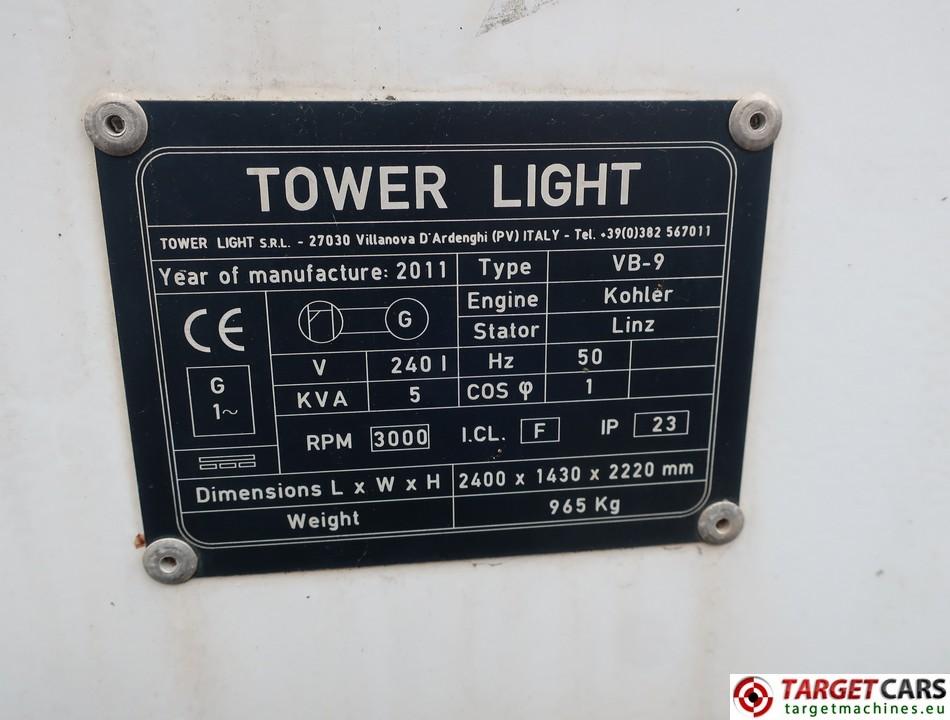 TOWER LIGHT
TOWER LIGHT S.R.L. - 27030 Villanova D'Ardenghi (PV) ITALY - Tel. +39(0)382 567011
Year of manufacture: 2011 Type VB-9
Engine Kohler
CE G
Stator Linz
V 240 I Hz 50
G
1~
KVA 5 COS φ 1
RPM 3000 I.CL. F IP 23
Dimensions L x W x H 2400 x 1430 x 2220 mm
Weight 965 Kg
TARGETCARS
targetmachines.eu